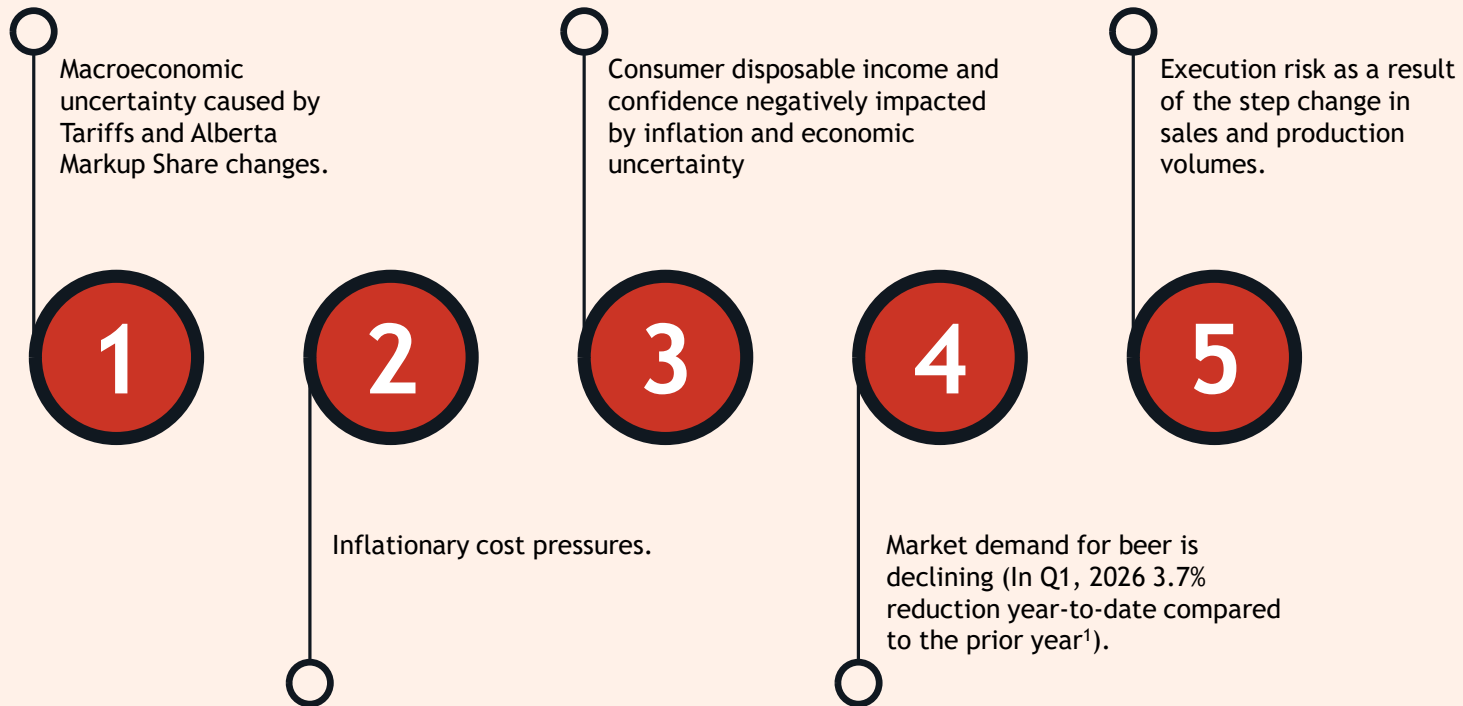 1
Macroeconomic
uncertainty caused by
Tariffs and Alberta
Markup Share changes.
2
Inflationary cost pressures.
3
Consumer disposable income and
confidence negatively impacted
by inflation and economic
uncertainty
4
Market demand for beer is
declining (In Q1, 2026 3.7%
reduction year-to-date compared
to the prior year¹).
5
Execution risk as a result
of the step change in
sales and production
volumes.